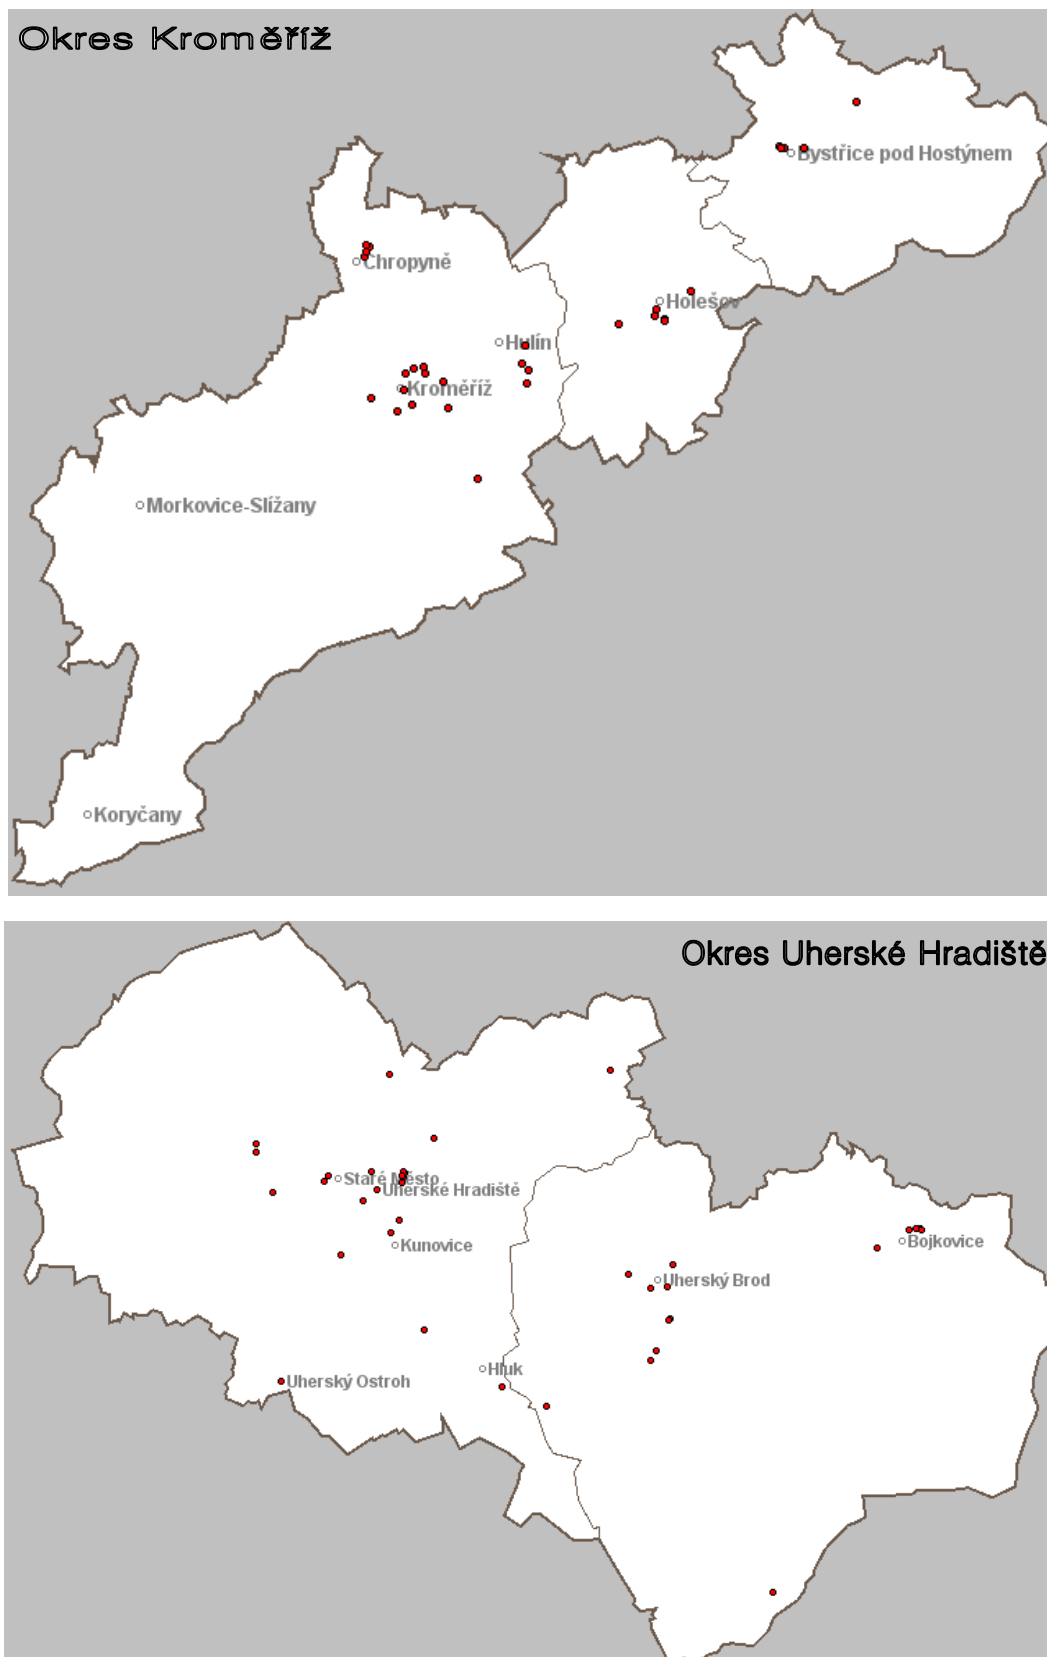 Okres Kroměříž
Bystřice pod Hostýnem
Chropyně
Holešov
Hulín
Kroměříž
Morkovice-Slížany
Koryčany
Okres Uherské Hradiště
Staré Město
Uherské Hradiště
Kunovice
Bojkovice
Uherský Brod
Hluk
Uherský Ostroh